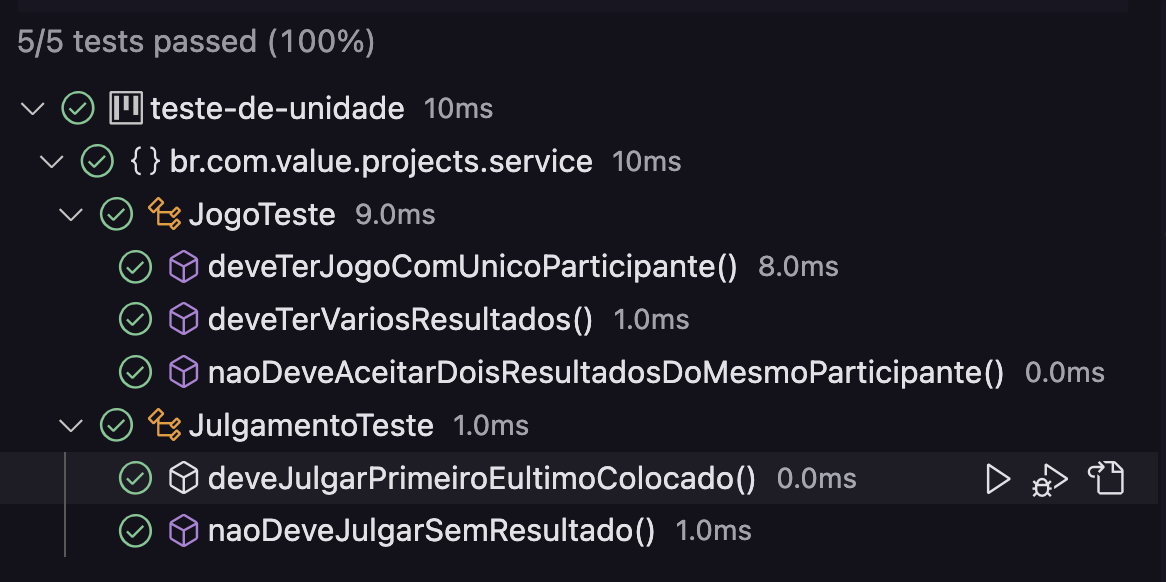 5/5 tests passed (100%)
teste-de-unidade 10ms
{} br.com.value.projects.service 10ms
JogoTeste 9.0ms
deveTerJogoComUnicoParticipante() 8.0ms
deveTerVariosResultados() 1.0ms
naoDeveAceitarDoisResultadosDoMesmoParticipante() 0.0ms
JulgamentoTeste 1.0ms
deveJulgarPrimeiroEultimoColocado() 0.0ms
naoDeveJulgarSemResultado() 1.0ms